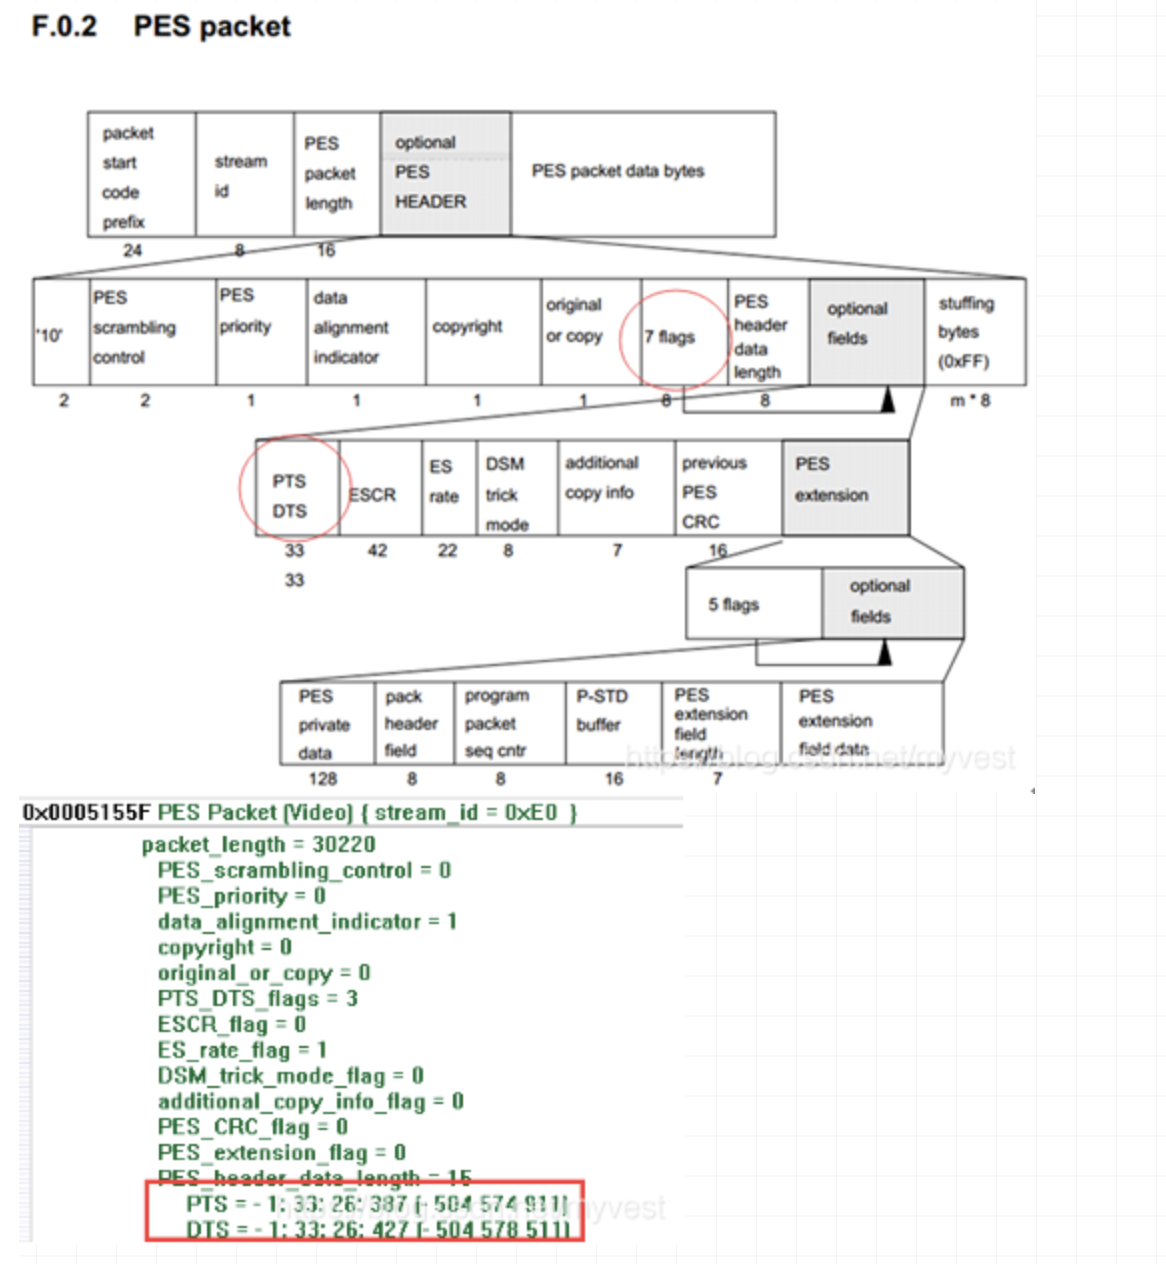 F.0.2 PES packet
packet
start
code
prefix
stream
id
PES
packet
length
optional
PES
HEADER
PES packet data bytes
24
8
16
'10'
PES
scrambling
control
PES
priority
data
alignment
indicator
copyright
original
or copy
7 flags
PES
header
data
length
optional
fields
stuffing
bytes
(0xFF)
2
2
1
1
1
1
8
8
m * 8
PTS
DTS
ESCR
ES
rate
DSM
trick
mode
additional
copy info
previous
PES
CRC
PES
extension
33
33
42
22
8
7
16
5 flags
optional
fields
PES
private
data
pack
header
field
program
packet
seq cntr
P-STD
buffer
PES
extension
field
length
PES
extension
field data
https://blog.csdn.net/myvest
128
8
8
16
7
0x0005155F PES Packet (Video) { stream_id = 0xE0 }
packet_length = 30220
PES_scrambling_control = 0
PES_priority = 0
data_alignment_indicator = 1
copyright = 0
original_or_copy = 0
PTS_DTS_flags = 3
ESCR_flag = 0
ES_rate_flag = 1
DSM_trick_mode_flag = 0
additional_copy_info_flag = 0
PES_CRC_flag = 0
PES_extension_flag = 0
PES_header_data_length = 15
PTS = - 1: 33: 26: 387 [- 504 574 911]
DTS = - 1: 33: 26: 427 [- 504 578 511]
https://blog.csdn.net/myvest